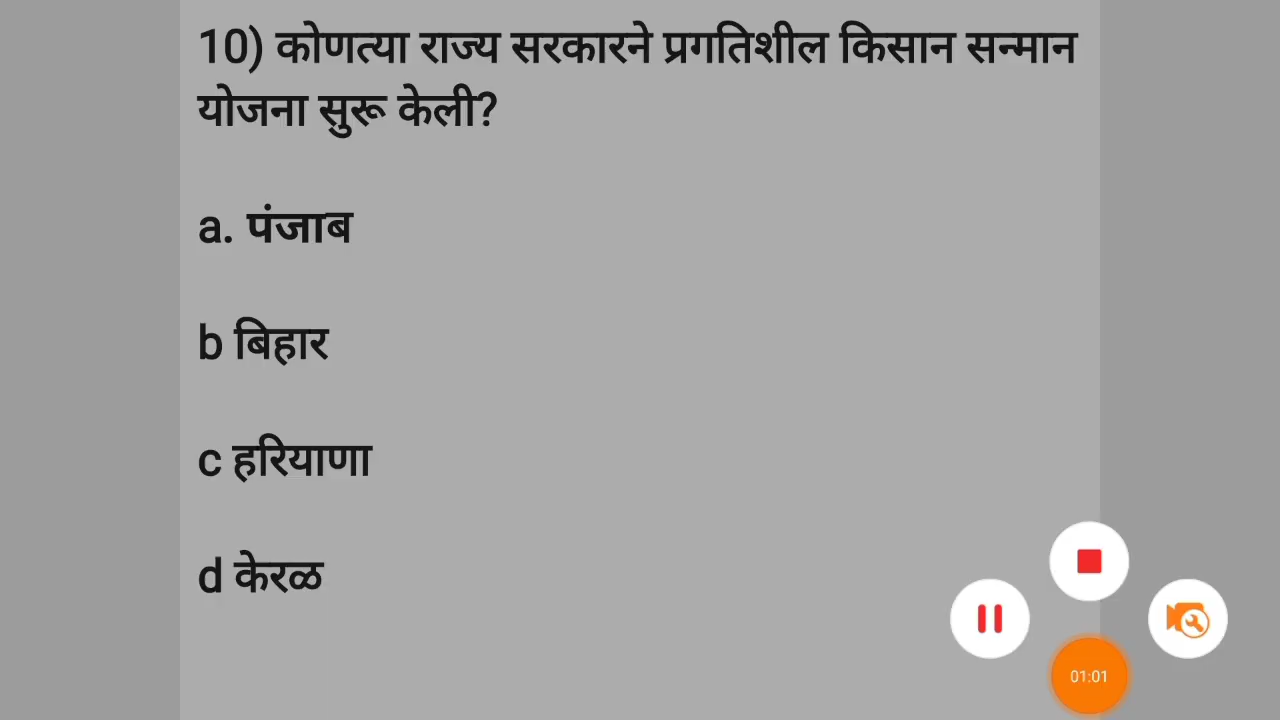 10) कोणत्या राज्य सरकारने प्रगतिशील किसान सन्मान
योजना सुरू केली?
a. पंजाब
b बिहार
c हरियाणा
d केरळ
01:01